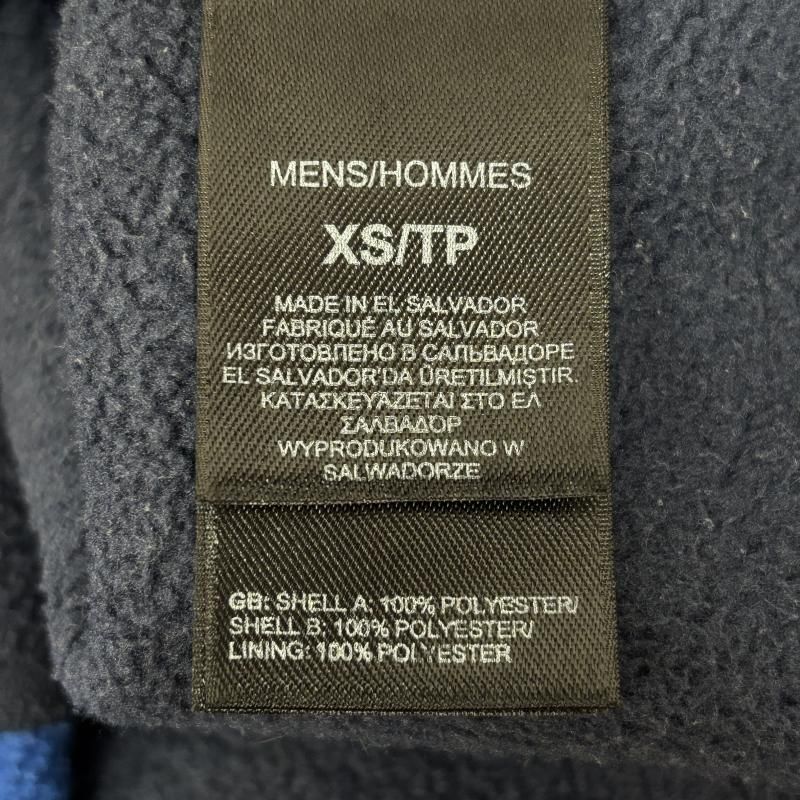 MENS/HOMMES
XS/TP
MADE IN EL SALVADOR
FABRIQUÉ AU SALVADOR
ИЗГОТОВЛЕНО В САЛЬВАДОРЕ
EL SALVADOR'DA ÜRETILMIŞTIR.
ΚΑΤΑΣΚΕΥΑΖΕΤΑΙ ΣΤΟ ΕΛ
ΣΑΛΒΑΔΟΡ
WYPRODUKOWANO W
SALWADORZE
GB: SHELL A: 100% POLYESTER/
SHELL B: 100% POLYESTER/
LINING: 100% POLYESTER